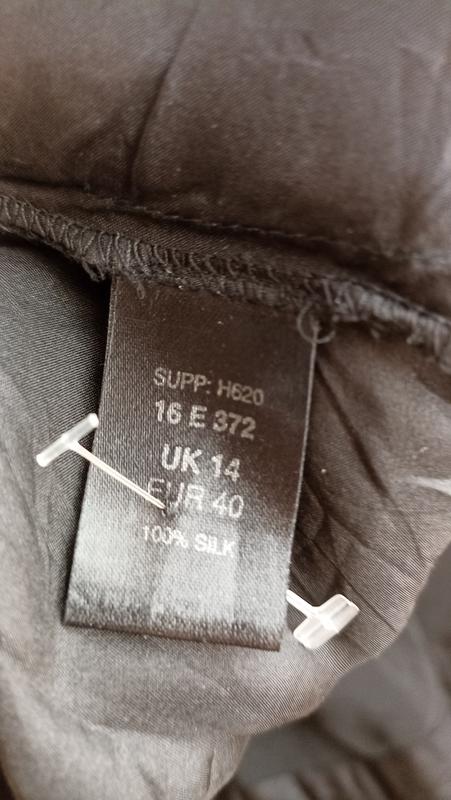 SUPP: H620
16 E 372
UK 14
EUR 40
100% SILK